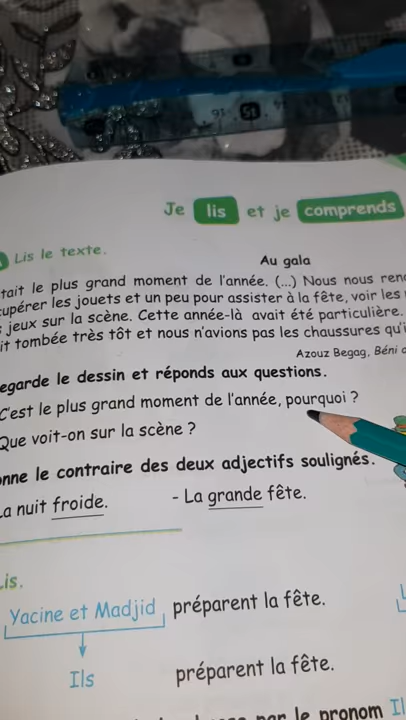 Je lis et je comprends
Lis le texte.
Au gala
tait le plus grand moment de l'année. (...) Nous nous ren
upérer les jouets et un peu pour assister à la fête, voir les
jeux sur la scène. Cette année-là avait été particulière.
it tombée très tôt et nous n'avions pas les chaussures qu'i
Azouz Begag, Béni
egarde le dessin et réponds aux questions.
C'est le plus grand moment de l'année, pourquoi ?
Que voit-on sur la scène ?
nne le contraire des deux adjectifs soulignés.
La nuit froide. - La grande fête.
Lis.
Yacine et Madjid préparent la fête.
Ils préparent la fête.
par le pronom Il